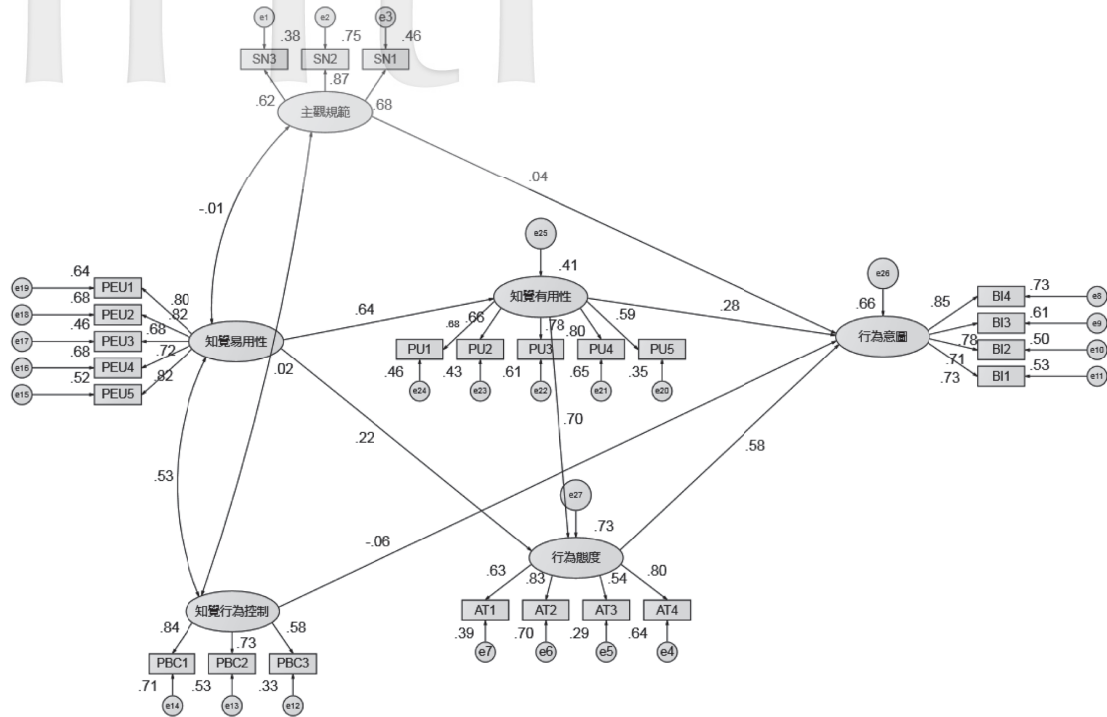 e1 e2 e3
.38 .75 .46
SN3 SN2 SN1
.62 .87 .68
主觀規範
.04
-.01
e25
.41
e26
.66
知覺有用性
.64
e19 PEU1 .80
.68
e18 PEU2 .82
.46
e17 PEU3 .68
.68
e16 PEU4 .72
.52
e15 PEU5 .82
知覺易用性
.64
.28
.02
.68 .66 .78 .80 .59
PU1 PU2 PU3 PU4 PU5
.46 .43 .61 .65 .35
e24 e23 e22 e21 e20
行為意圖
.85 BI4 .73 e8
BI3 .61 e9
.78 BI2 .50 e10
.71
.73 BI1 .53 e11
.22
.70
.58
.53
-.06
e27
.73
行為態度
.63 .83 .54 .80
AT1 AT2 AT3 AT4
.39 .70 .29 .64
e7 e6 e5 e4
知覺行為控制
.84 .73 .58
PBC1 PBC2 PBC3
.71 .53 .33
e14 e13 e12